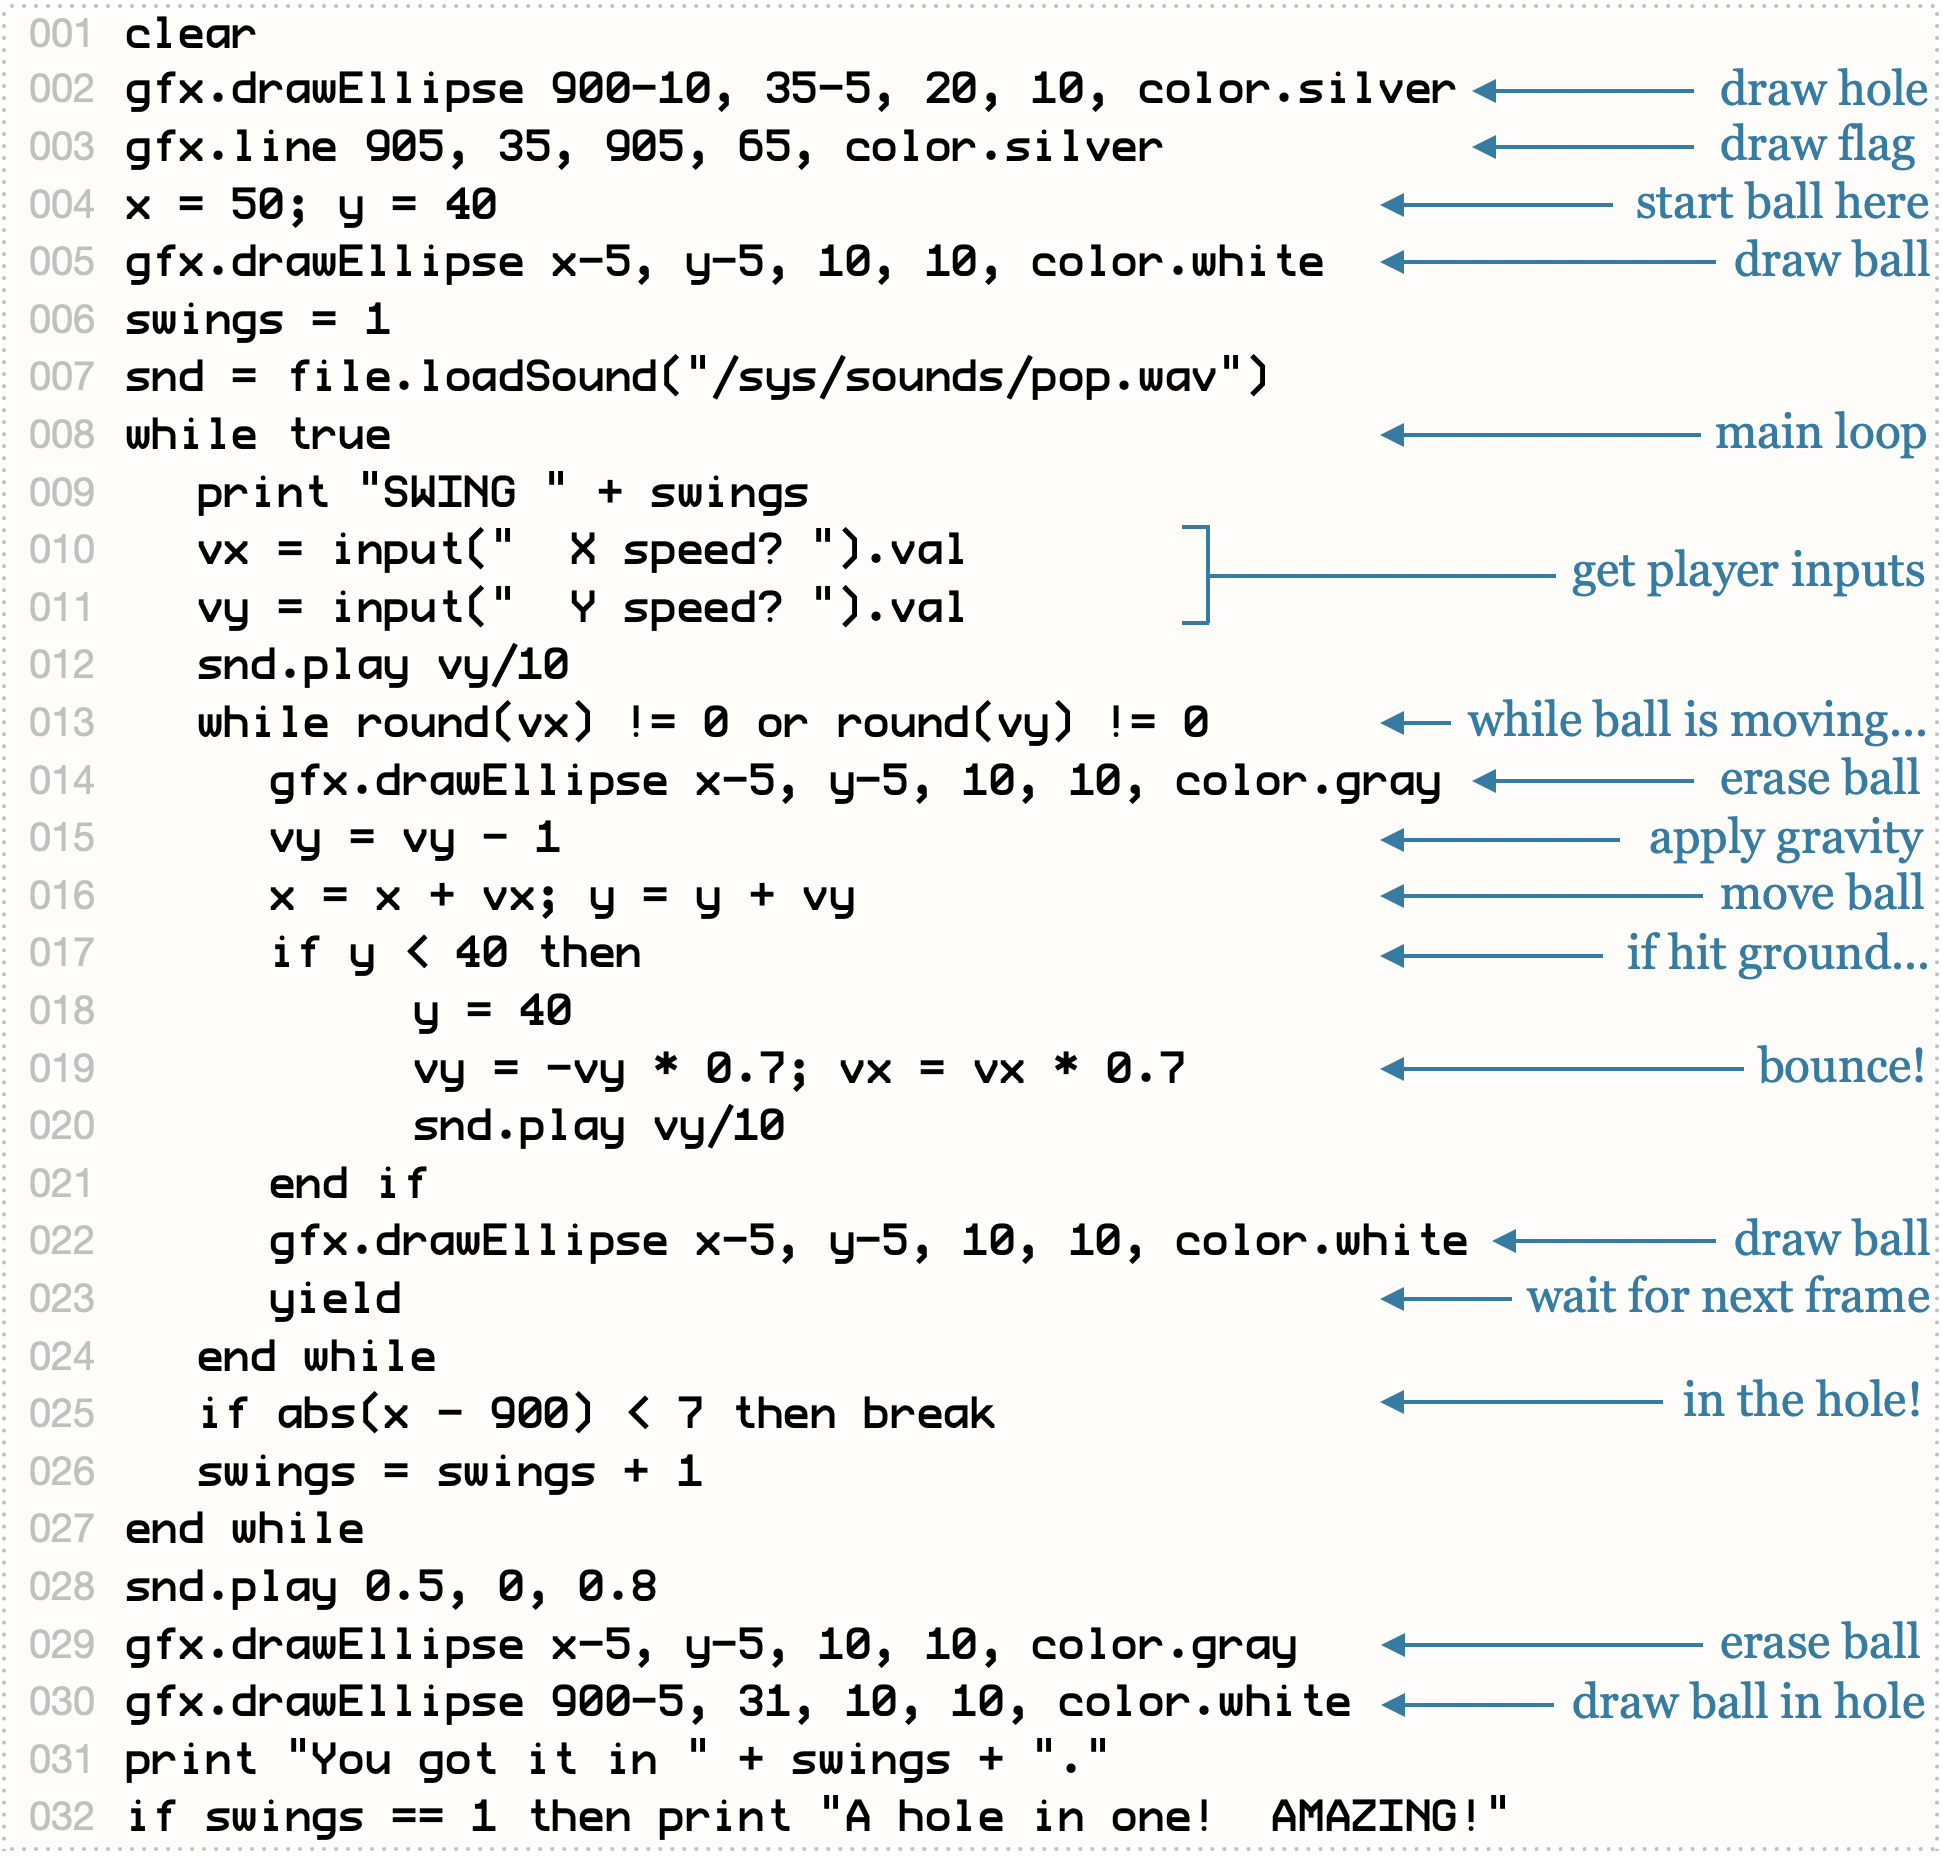 001 clear
002 gfx.drawEllipse 900-10, 35-5, 20, 10, color.silver draw hole
003 gfx.line 905, 35, 905, 65, color.silver draw flag
004 x = 50; y = 40 start ball here
005 gfx.drawEllipse x-5, y-5, 10, 10, color.white draw ball
006 swings = 1
007 snd = file.loadSound("/sys/sounds/pop.wav")
008 while true main loop
009    print "SWING " + swings
010    vx = input("  X speed? ").val
get player inputs
011    vy = input("  Y speed? ").val
012    snd.play vy/10
013    while round(vx) != 0 or round(vy) != 0 while ball is moving...
014       gfx.drawEllipse x-5, y-5, 10, 10, color.gray erase ball
015       vy = vy - 1 apply gravity
016       x = x + vx; y = y + vy move ball
017       if y < 40 then if hit ground...
018             y = 40
019             vy = -vy * 0.7; vx = vx * 0.7 bounce!
020             snd.play vy/10
021       end if
022       gfx.drawEllipse x-5, y-5, 10, 10, color.white draw ball
023       yield wait for next frame
024    end while
025    if abs(x - 900) < 7 then break in the hole!
026    swings = swings + 1
027 end while
028 snd.play 0.5, 0, 0.8
029 gfx.drawEllipse x-5, y-5, 10, 10, color.gray erase ball
030 gfx.drawEllipse 900-5, 31, 10, 10, color.white draw ball in hole
031 print "You got it in " + swings + "."
032 if swings == 1 then print "A hole in one!  AMAZING!"